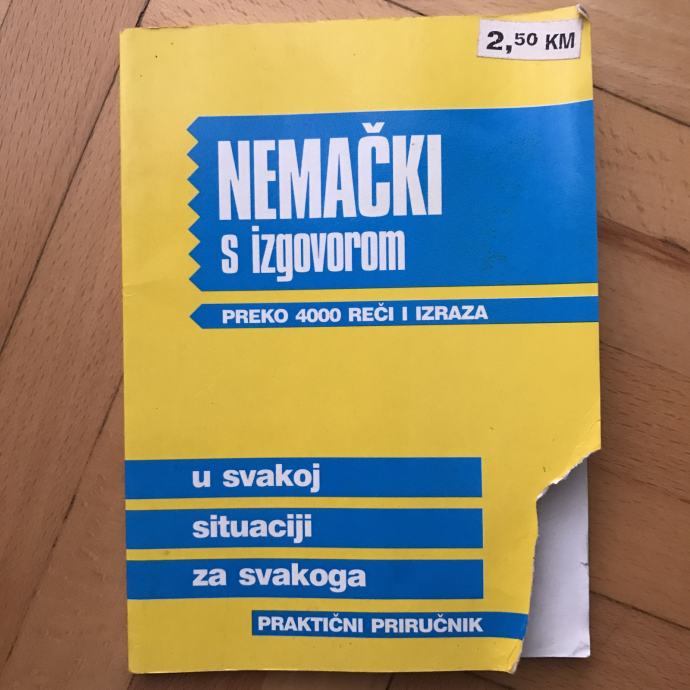 2,50 KM
NEMAČKI
s izgovorom
PREKO 4000 REČI I IZRAZA
u svakoj
situaciji
za svakoga
PRAKTIČNI PRIRUČNIK